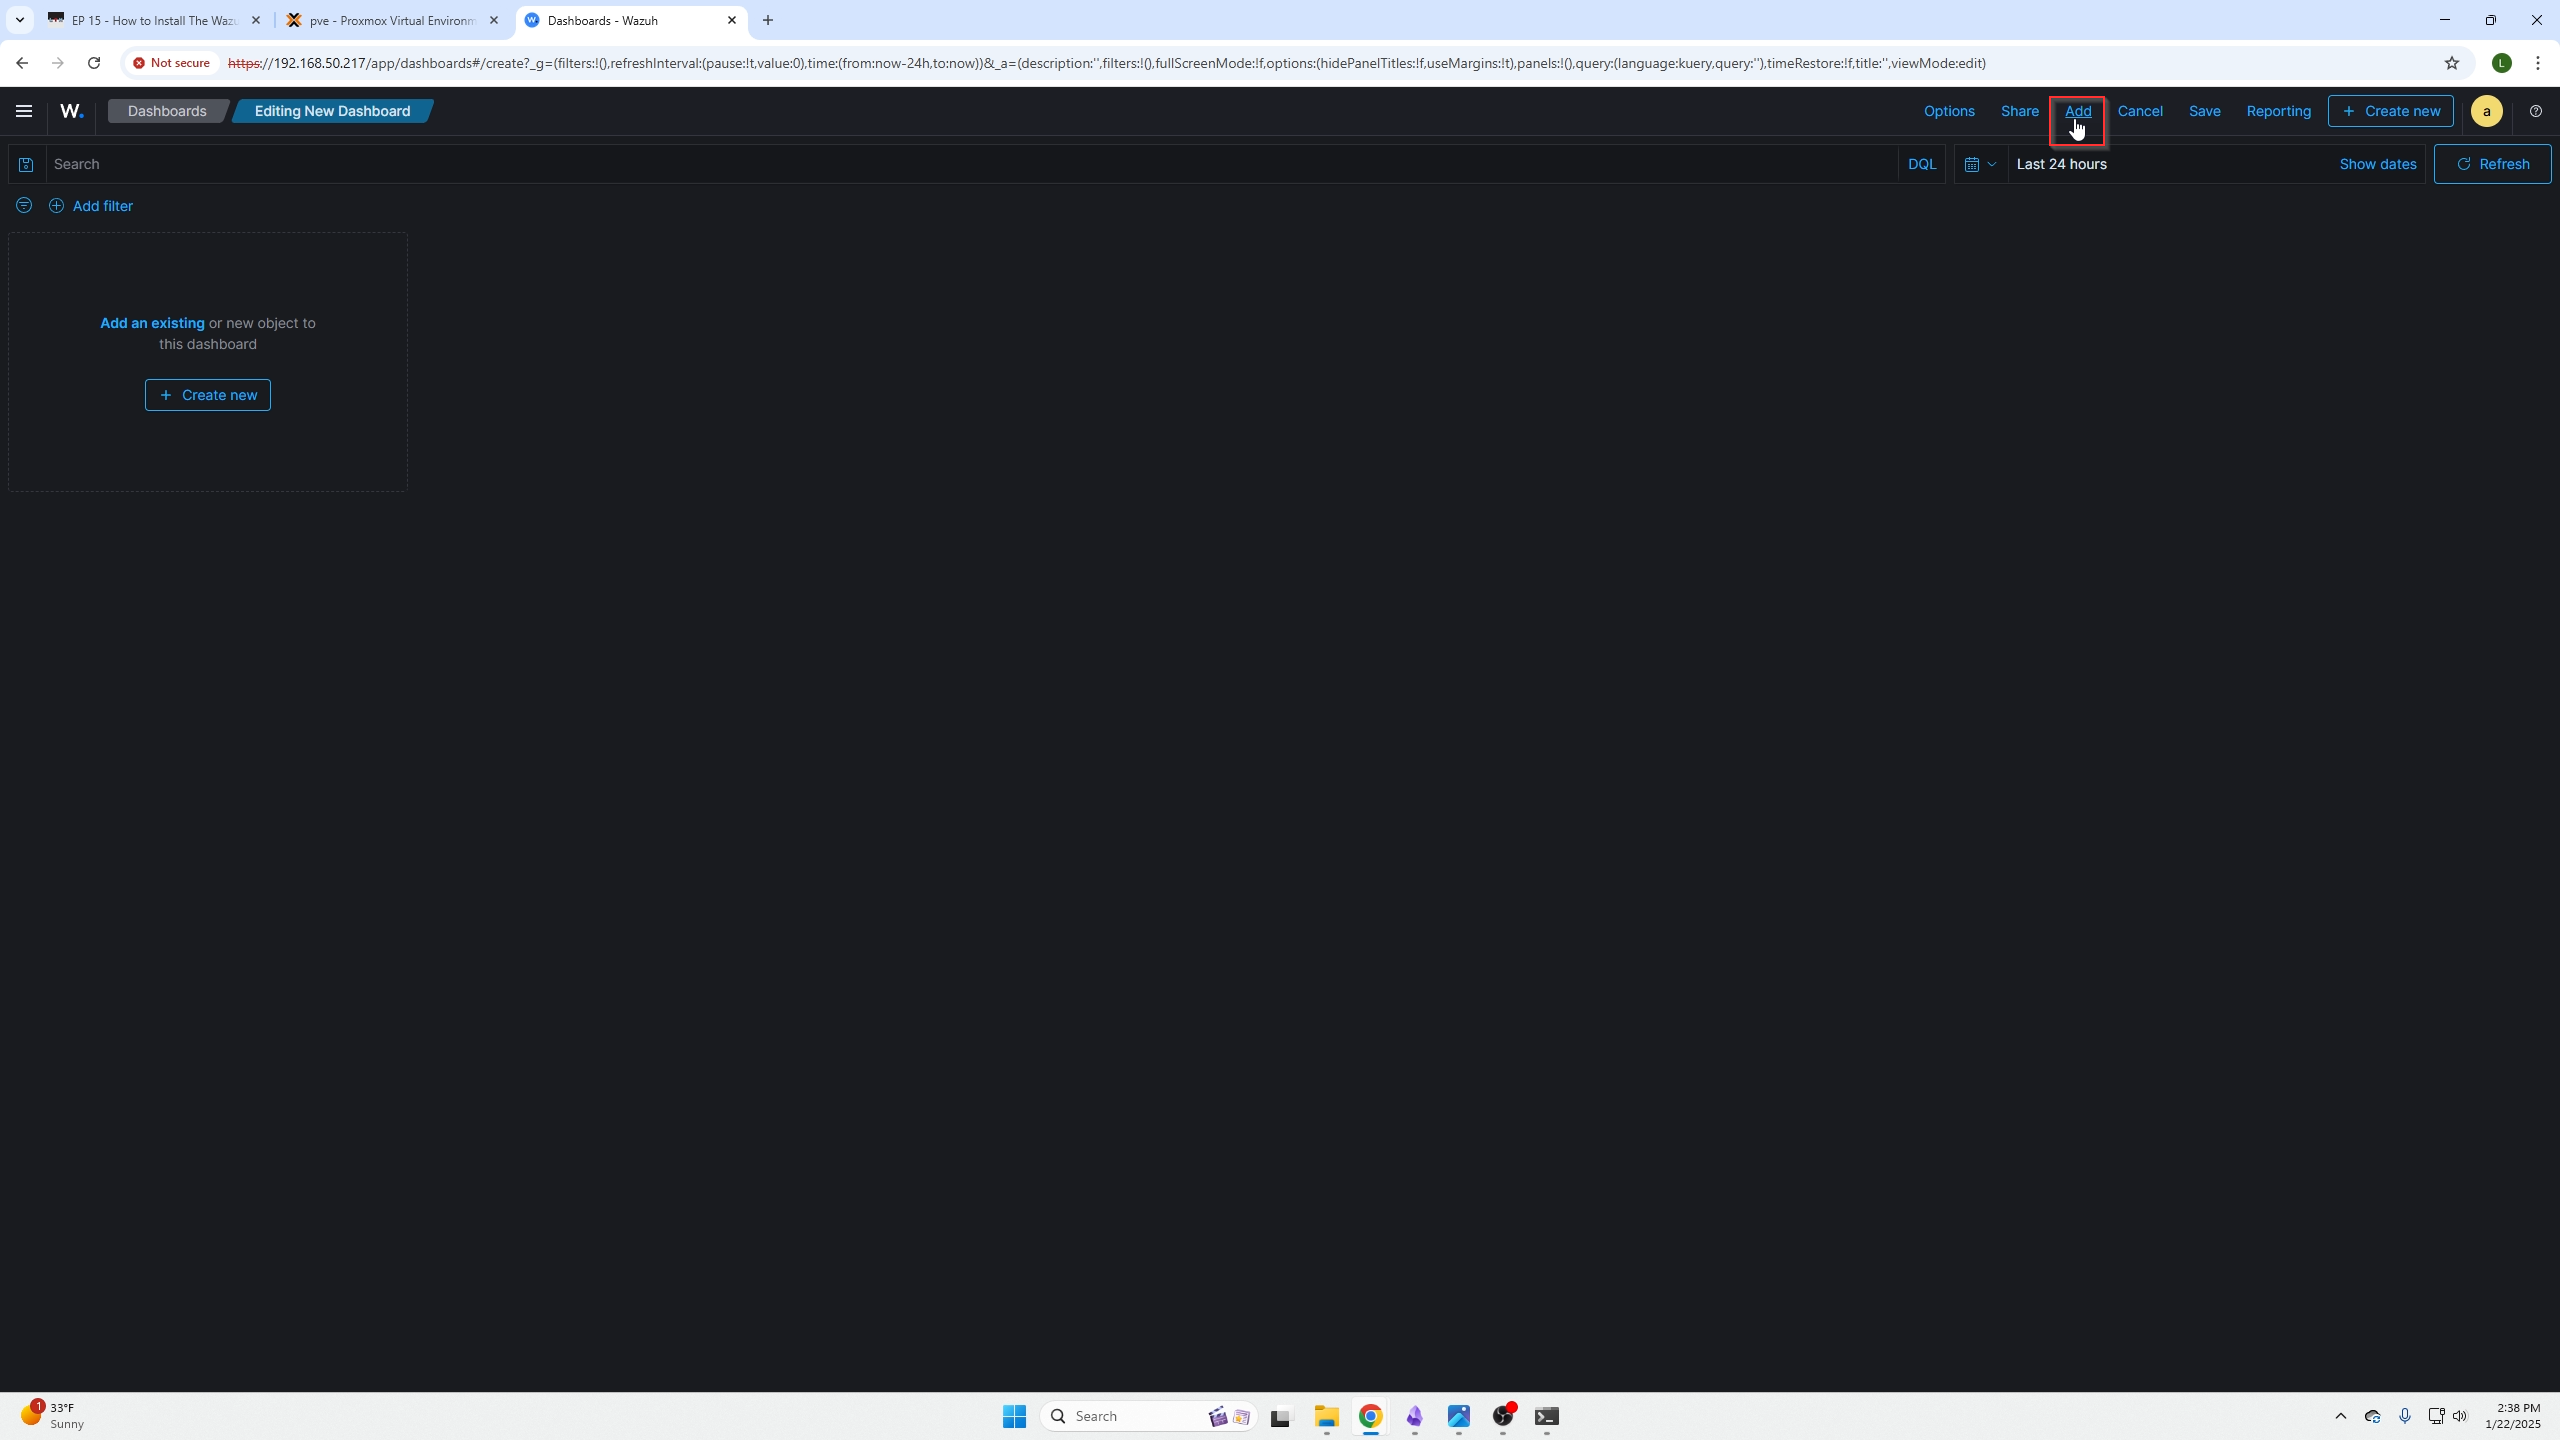 EP 15 - How to Install The Wazu
pve - Proxmox Virtual Environm
Dashboards - Wazuh
Not secure
https://192.168.50.217/app/dashboards#/create?_g=(filters:!(),refreshInterval:(pause:!t,value:0),time:(from:now-24h,to:now))&_a=(description:'',filters:!(),fullScreenMode:!f,options:(hidePanelTitles:!f,useMargins:!t),panels:!(),query:(language:kuery,query:''),timeRestore:!f,title:'',viewMode:edit)
L
W.
Dashboards
Editing New Dashboard
Options
Share
Add
Cancel
Save
Reporting
Create new
a
Search
DQL
Last 24 hours
Show dates
Refresh
Add filter
Add an existing or new object to
this dashboard
Create new
1
33°F
Sunny
Search
2:38 PM
1/22/2025